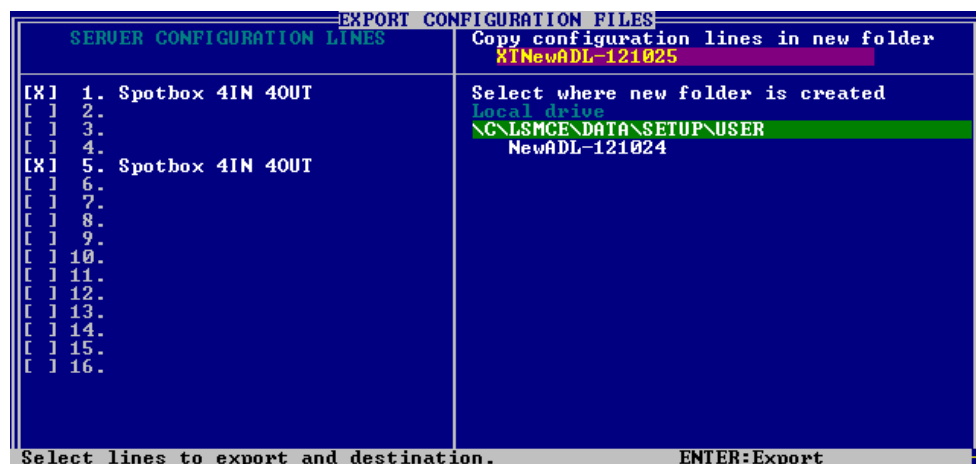 EXPORT CONFIGURATION FILES
SERVER CONFIGURATION LINES
[X] 1. Spotbox 4IN 4OUT
[ ] 2.
[ ] 3.
[ ] 4.
[X] 5. Spotbox 4IN 4OUT
[ ] 6.
[ ] 7.
[ ] 8.
[ ] 9.
[ ] 10.
[ ] 11.
[ ] 12.
[ ] 13.
[ ] 14.
[ ] 15.
[ ] 16.
Copy configuration lines in new folder
XTNewADL-121025
Select where new folder is created
Local drive
\C\LSMCE\DATA\SETUP\USER
NewADL-121024
Select lines to export and destination.
ENTER:Export